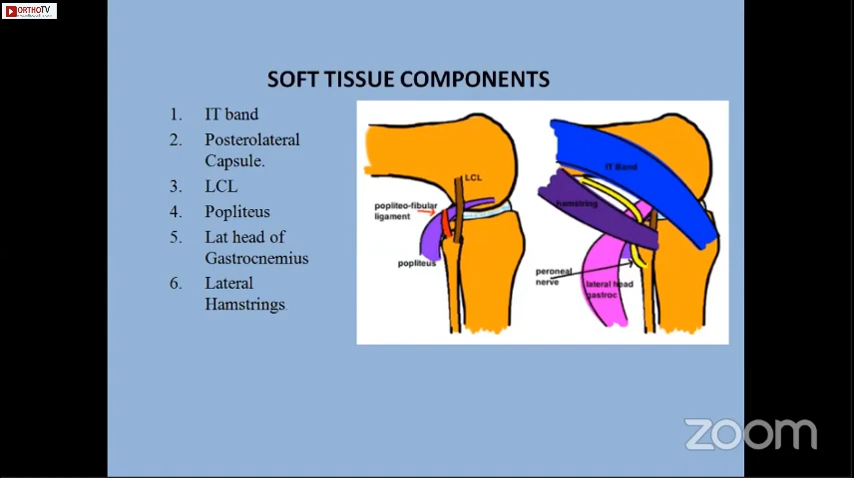 ORTHOTV
SOFT TISSUE COMPONENTS
1. IT band
2. Posterolateral
Capsule.
3. LCL
4. Popliteus
5. Lat head of
Gastrocnemius
6. Lateral
Hamstrings.
LCL
popliteo-fibular
ligament
popliteus
IT Band
hamstring
peroneal
nerve
lateral head
gastroc
zoom